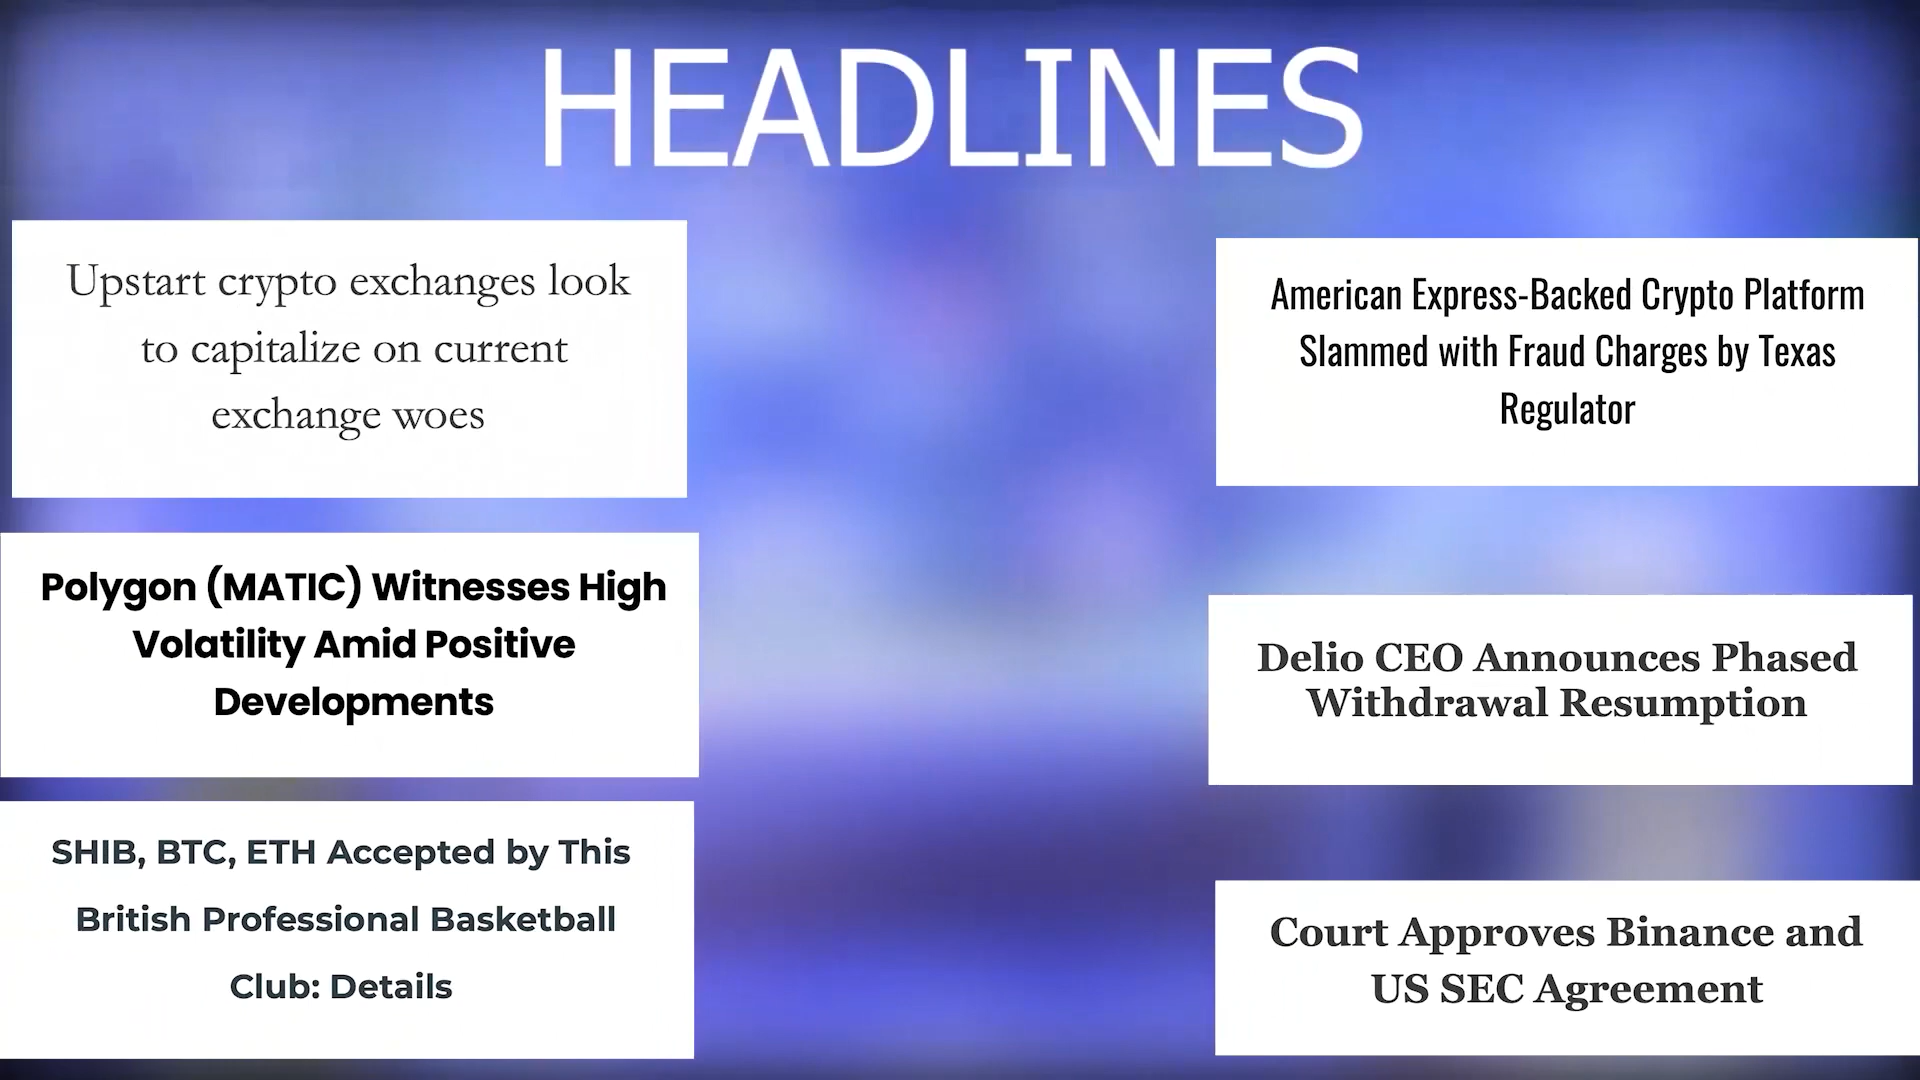 HEADLINES
Upstart crypto exchanges look
to capitalize on current
exchange woes
Polygon (MATIC) Witnesses High
Volatility Amid Positive
Developments
SHIB, BTC, ETH Accepted by This
British Professional Basketball
Club: Details
American Express-Backed Crypto Platform
Slammed with Fraud Charges by Texas
Regulator
Delio CEO Announces Phased
Withdrawal Resumption
Court Approves Binance and
US SEC Agreement